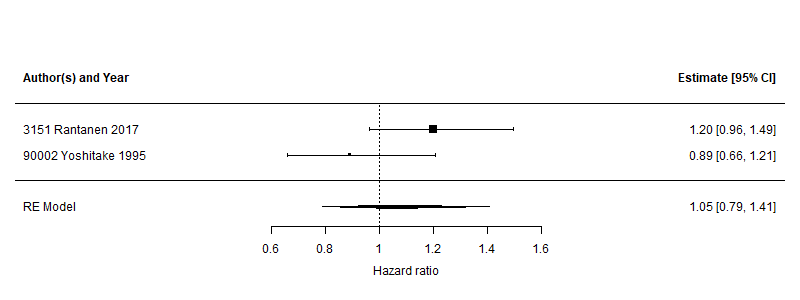 Author(s) and Year Estimate [95% CI]
3151 Rantanen 2017 1.20 [0.96, 1.49]
90002 Yoshitake 1995 0.89 [0.66, 1.21]
RE Model 1.05 [0.79, 1.41]
0.6 0.8 1 1.2 1.4 1.6
Hazard ratio